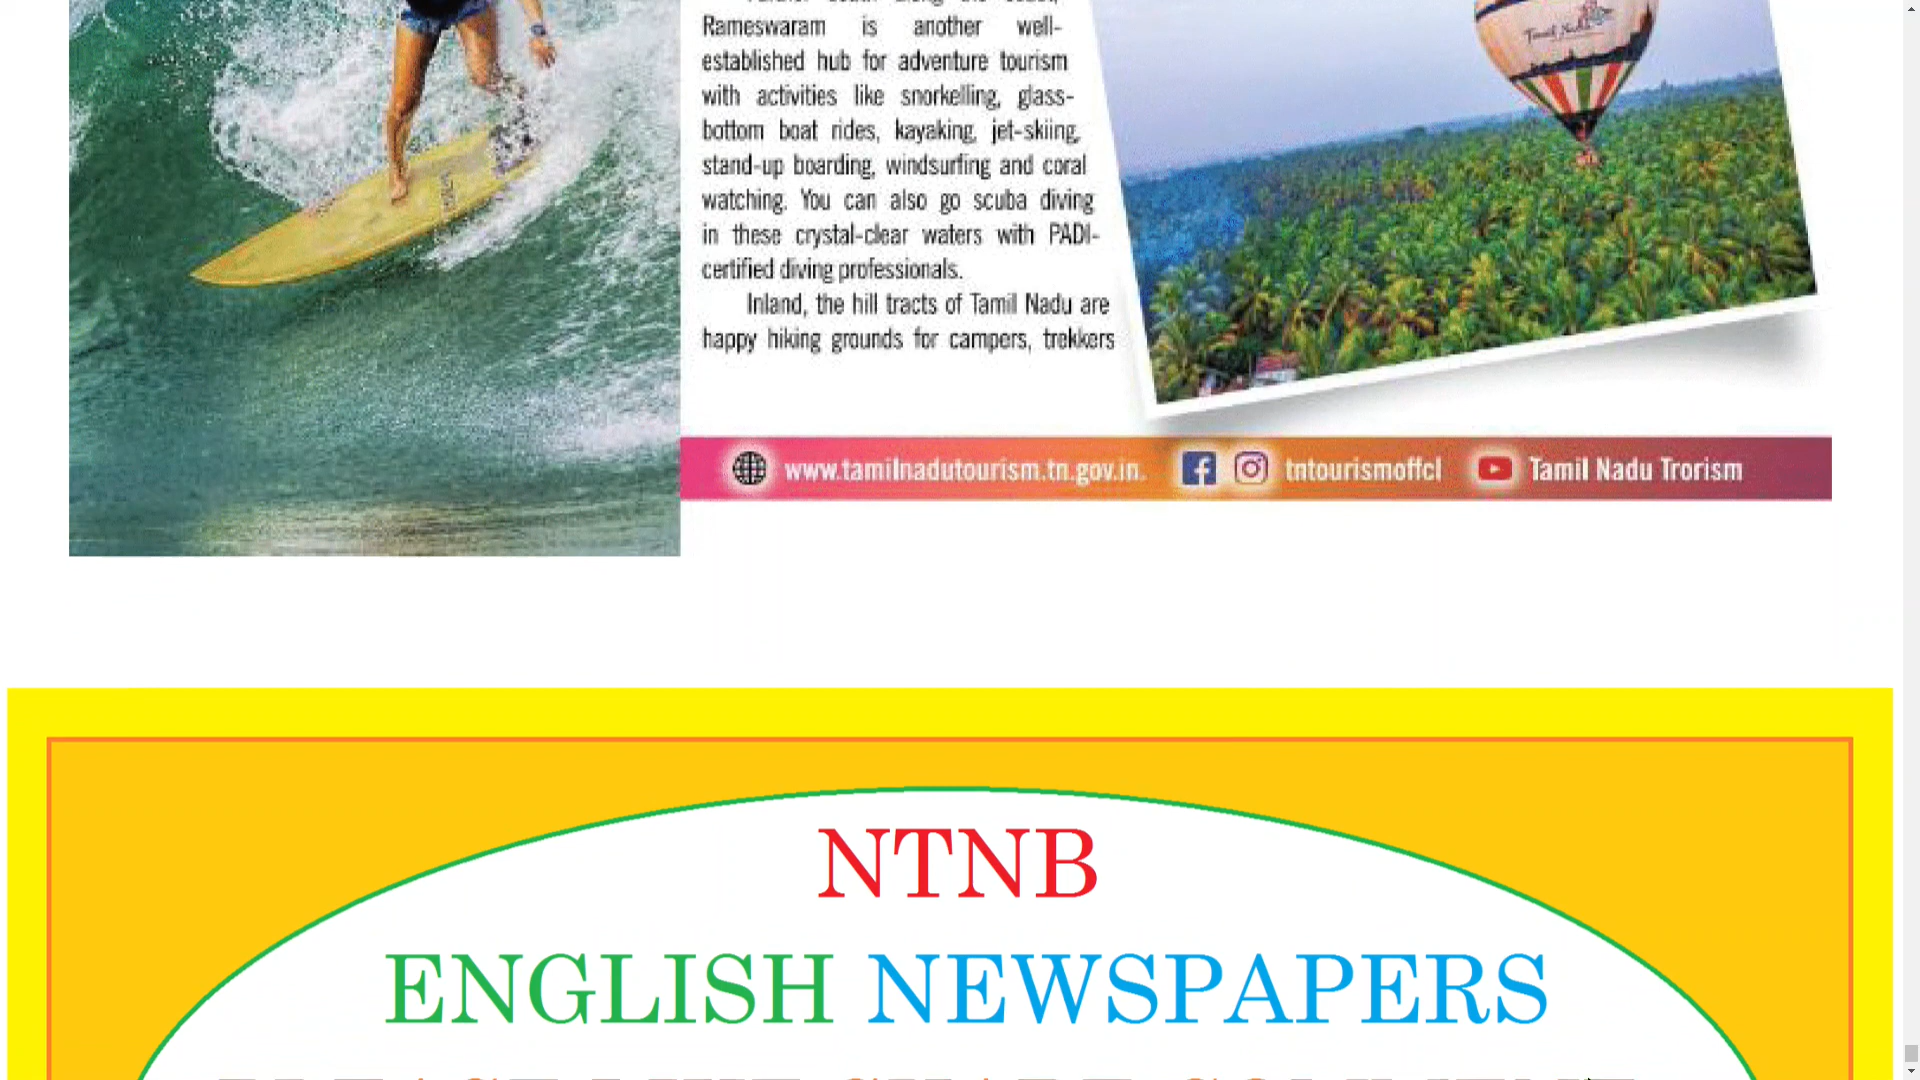 Rameswaram is another well-
established hub for adventure tourism
with activities like snorkelling, glass-
bottom boat rides, kayaking, jet-skiing,
stand-up boarding, windsurfing and coral
watching. You can also go scuba diving
in these crystal-clear waters with PADI-
certified diving professionals.
Inland, the hill tracts of Tamil Nadu are
happy hiking grounds for campers, trekkers
Tamil Nadu
www.tamilnadutourism.tn.gov.in.
tntourismoffcl
Tamil Nadu Trorism
NTNB
ENGLISH NEWSPAPERS